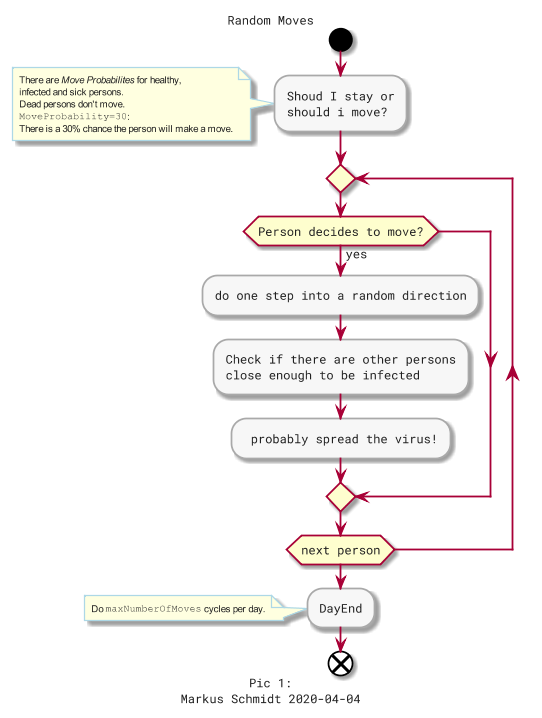 Random Moves
There are Move Probabilites for healthy,
infected and sick persons.
Dead persons don't move.
MoveProbability=30:
There is a 30% chance the person will make a move.
Shoud I stay or
should i move?
Person decides to move?
yes
do one step into a random direction
Check if there are other persons
close enough to be infected
probably spread the virus!
next person
Do maxNumberOfMoves cycles per day.
DayEnd
Pic 1:
Markus Schmidt 2020-04-04